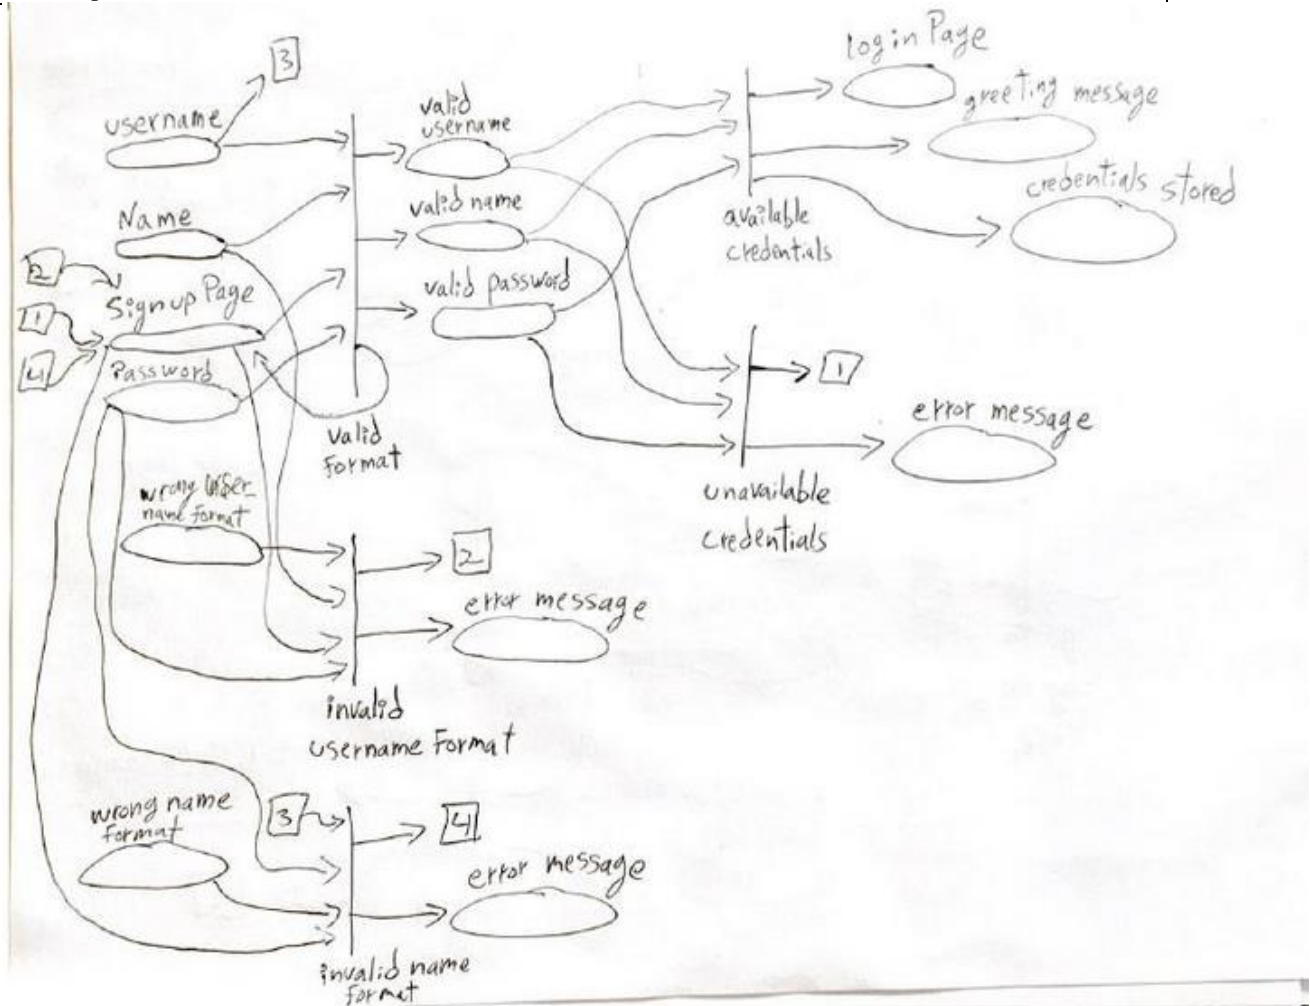 login Page
3
greeting message
valid
username
username
credentials stored
Name
valid name
available
credentials
2
Signup Page
valid password
1
4
Password
1
error message
valid
format
wrong user
name format
unavailable
credentials
2
error message
invalid
username Format
wrong name
format
3
4
error message
invalid name
format